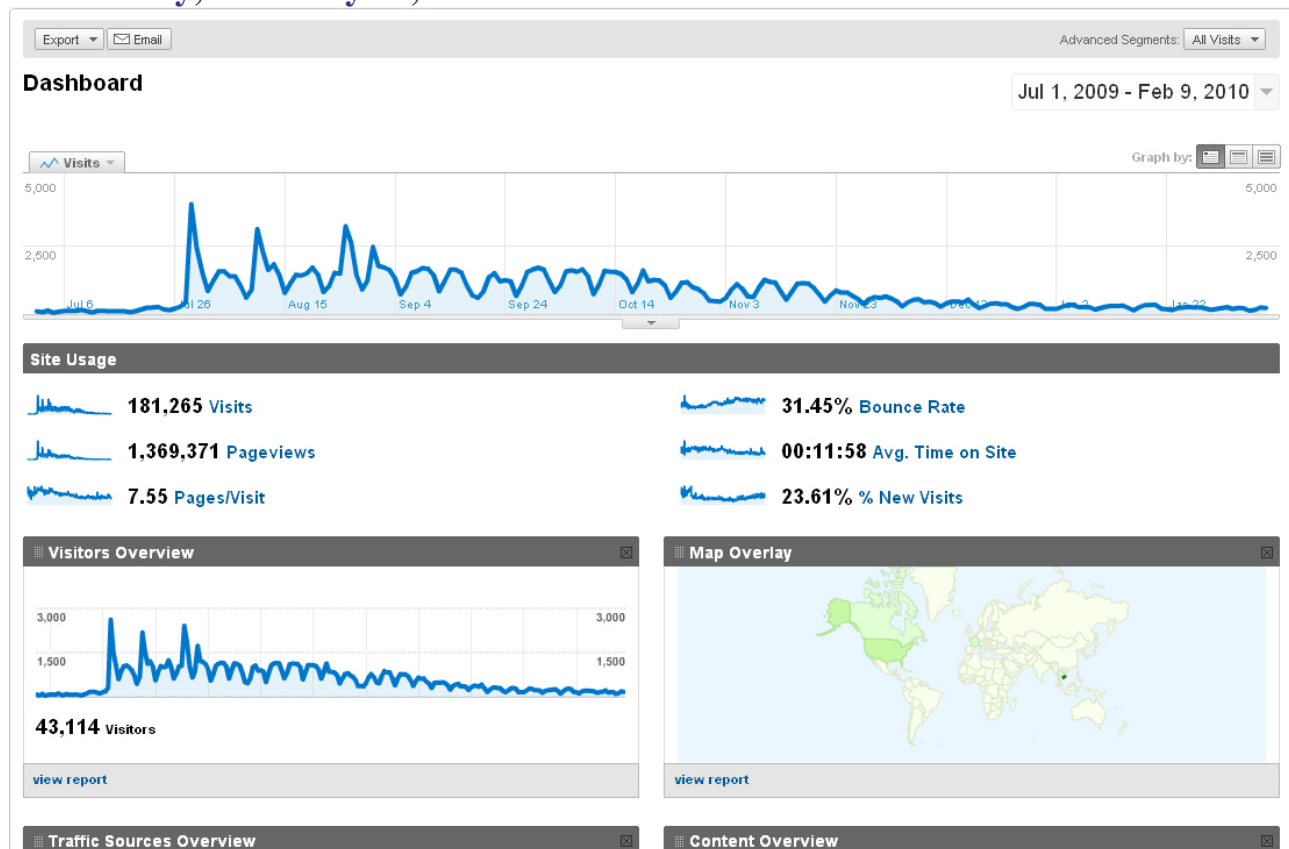 Export Email Advanced Segments: All Visits
Dashboard
Jul 1, 2009 - Feb 9, 2010
Visits Graph by:
5,000 5,000
2,500 2,500
Jul 6 Jul 26 Aug 15 Sep 4 Sep 24 Oct 14 Nov 3 Nov 23
Site Usage
181,265 Visits 31.45% Bounce Rate
1,369,371 Pageviews 00:11:58 Avg. Time on Site
7.55 Pages/Visit 23.61% % New Visits
Visitors Overview Map Overlay
3,000 3,000
1,500 1,500
43,114 Visitors
view report view report
Traffic Sources Overview Content Overview